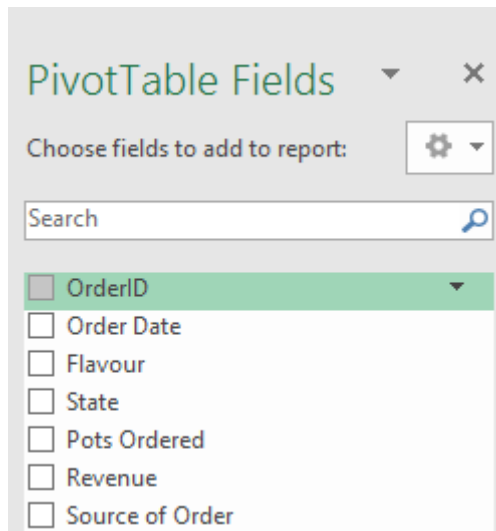 PivotTable Fields
Choose fields to add to report:
Search
OrderID
Order Date
Flavour
State
Pots Ordered
Revenue
Source of Order